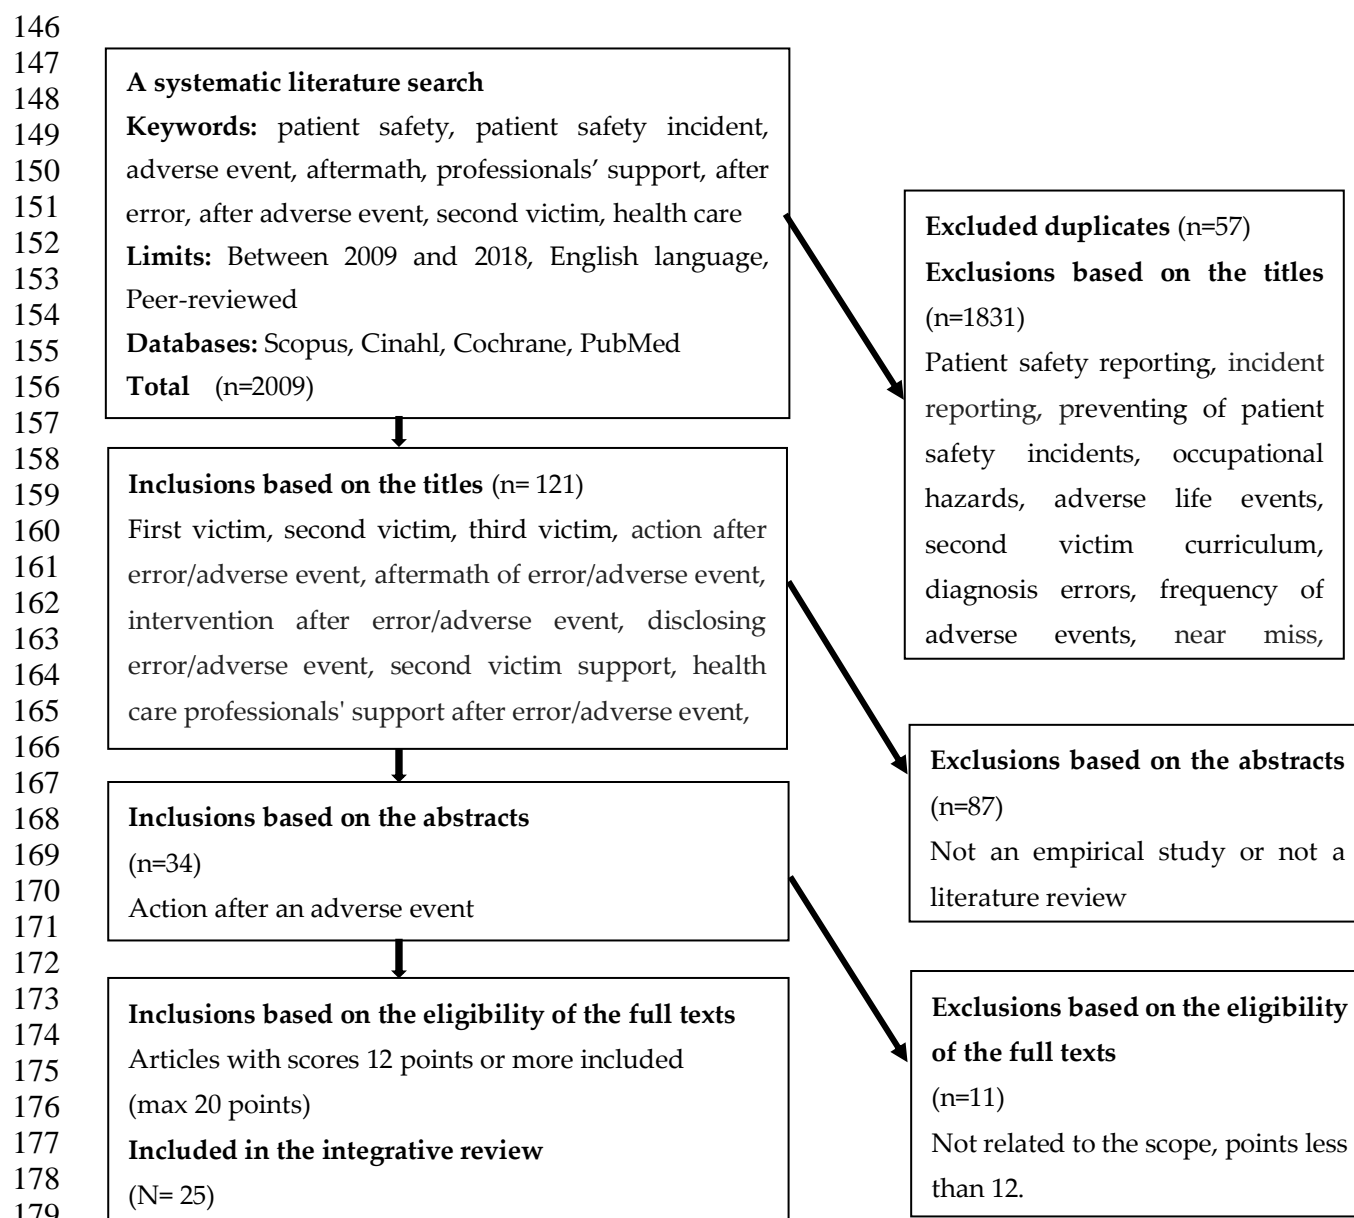 146
147
148
149
150
151
152
153
154
155
156
157
158
159
160
161
162
163
164
165
166
167
168
169
170
171
172
173
174
175
176
177
178
179
A systematic literature search
Keywords: patient safety, patient safety incident,
adverse event, aftermath, professionals’ support, after
error, after adverse event, second victim, health care
Limits: Between 2009 and 2018, English language,
Peer-reviewed
Databases: Scopus, Cinahl, Cochrane, PubMed
Total (n=2009)
Excluded duplicates (n=57)
Exclusions based on the titles
(n=1831)
Patient safety reporting, incident
reporting, preventing of patient
safety incidents, occupational
hazards, adverse life events,
second victim curriculum,
diagnosis errors, frequency of
adverse events, near miss,
Inclusions based on the titles (n= 121)
First victim, second victim, third victim, action after
error/adverse event, aftermath of error/adverse event,
intervention after error/adverse event, disclosing
error/adverse event, second victim support, health
care professionals' support after error/adverse event,
Exclusions based on the abstracts
(n=87)
Not an empirical study or not a
literature review
Inclusions based on the abstracts
(n=34)
Action after an adverse event
Exclusions based on the eligibility
of the full texts
(n=11)
Not related to the scope, points less
than 12.
Inclusions based on the eligibility of the full texts
Articles with scores 12 points or more included
(max 20 points)
Included in the integrative review
(N= 25)